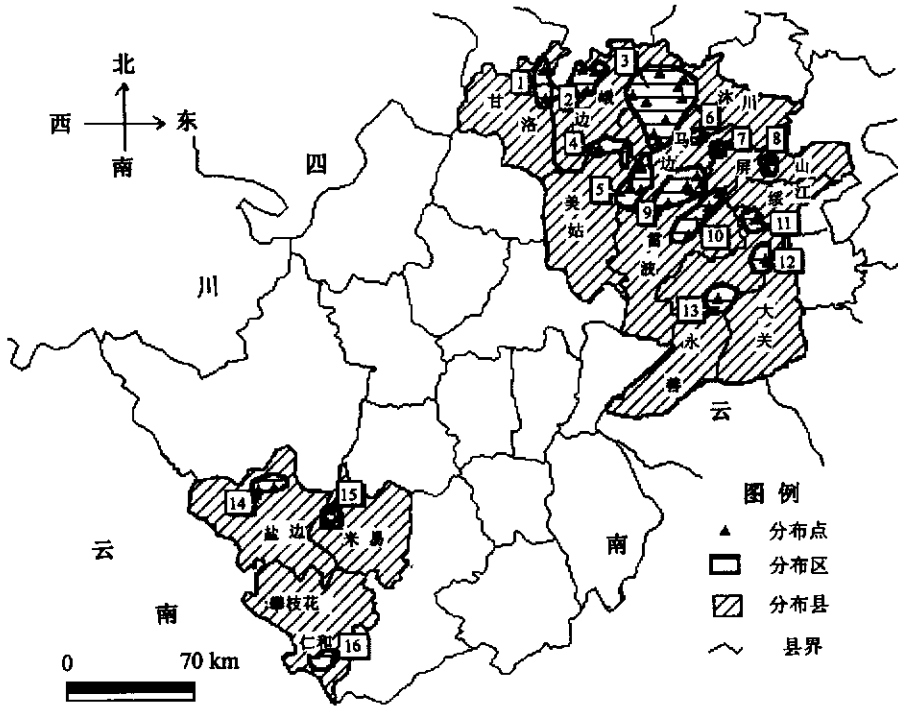 北
西 东
南
四
川
云
南
云
南
1
2
3
4
5
6
7
8
9
10
11
12
13
14
15
16
甘洛
峨边
沐川
马边
屏山
绥江
美姑
雷波
永善
大关
盐边
米易
攀枝花
仁和
图例
分布点
分布区
分布县
县界
0 70 km